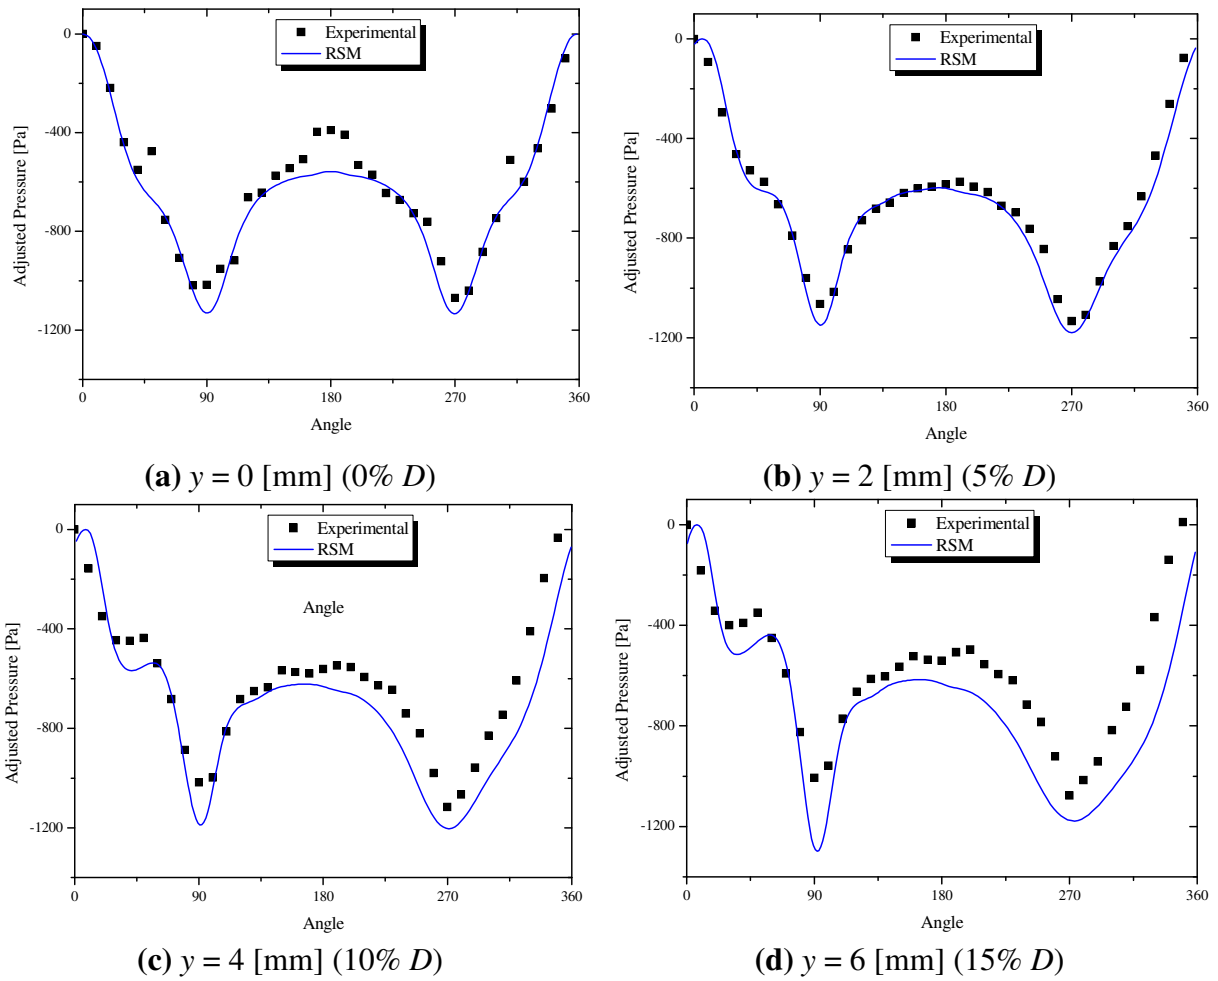 Experimental
RSM
0
-400
-800
-1200
Adjusted Pressure [Pa]
0 90 180 270 360
Angle
(a) y = 0 [mm] (0% D)
Experimental
RSM
0
-400
-800
-1200
Adjusted Pressure [Pa]
0 90 180 270 360
Angle
(b) y = 2 [mm] (5% D)
Experimental
RSM
Angle
0
-400
-800
-1200
Adjusted Pressure [Pa]
0 90 180 270 360
Angle
(c) y = 4 [mm] (10% D)
Experimental
RSM
0
-400
-800
-1200
Adjusted Pressure [Pa]
0 90 180 270 360
Angle
(d) y = 6 [mm] (15% D)